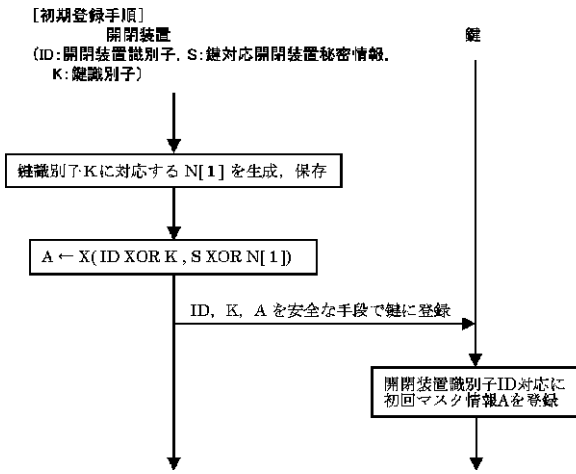 [初期登録手順]
開閉装置
(ID:開閉装置識別子, S:鍵対応開閉装置秘密情報,
K:鍵識別子)
鍵
鍵識別子Kに対応する N[1] を生成, 保存
A ← X( ID XOR K , S XOR N[1])
ID, K, A を安全な手段で鍵に登録
開閉装置識別子ID対応に
初回マスク情報Aを登録